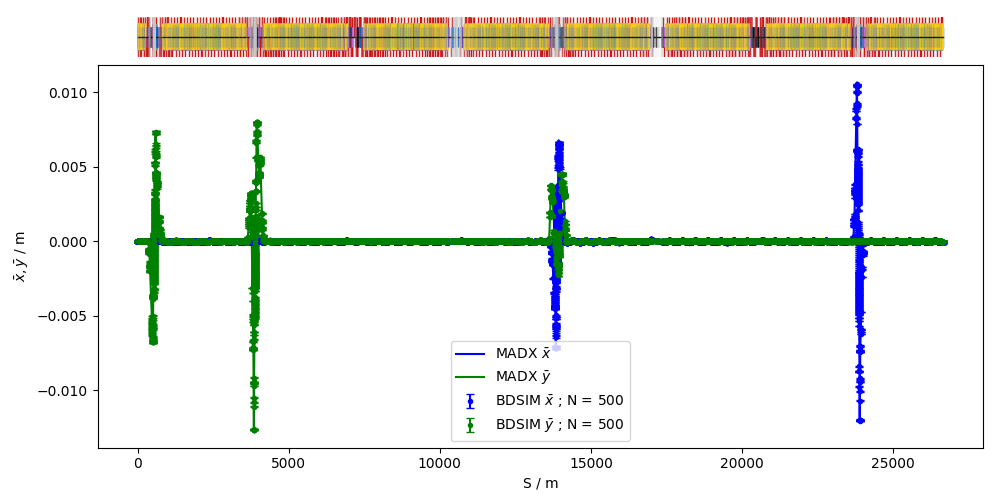 0.010
0.005
0.000
−0.005
−0.010
x̄, ȳ / m
MADX x̄
MADX ȳ
BDSIM x̄ ; N = 500
BDSIM ȳ ; N = 500
0 5000 10000 15000 20000 25000
S / m